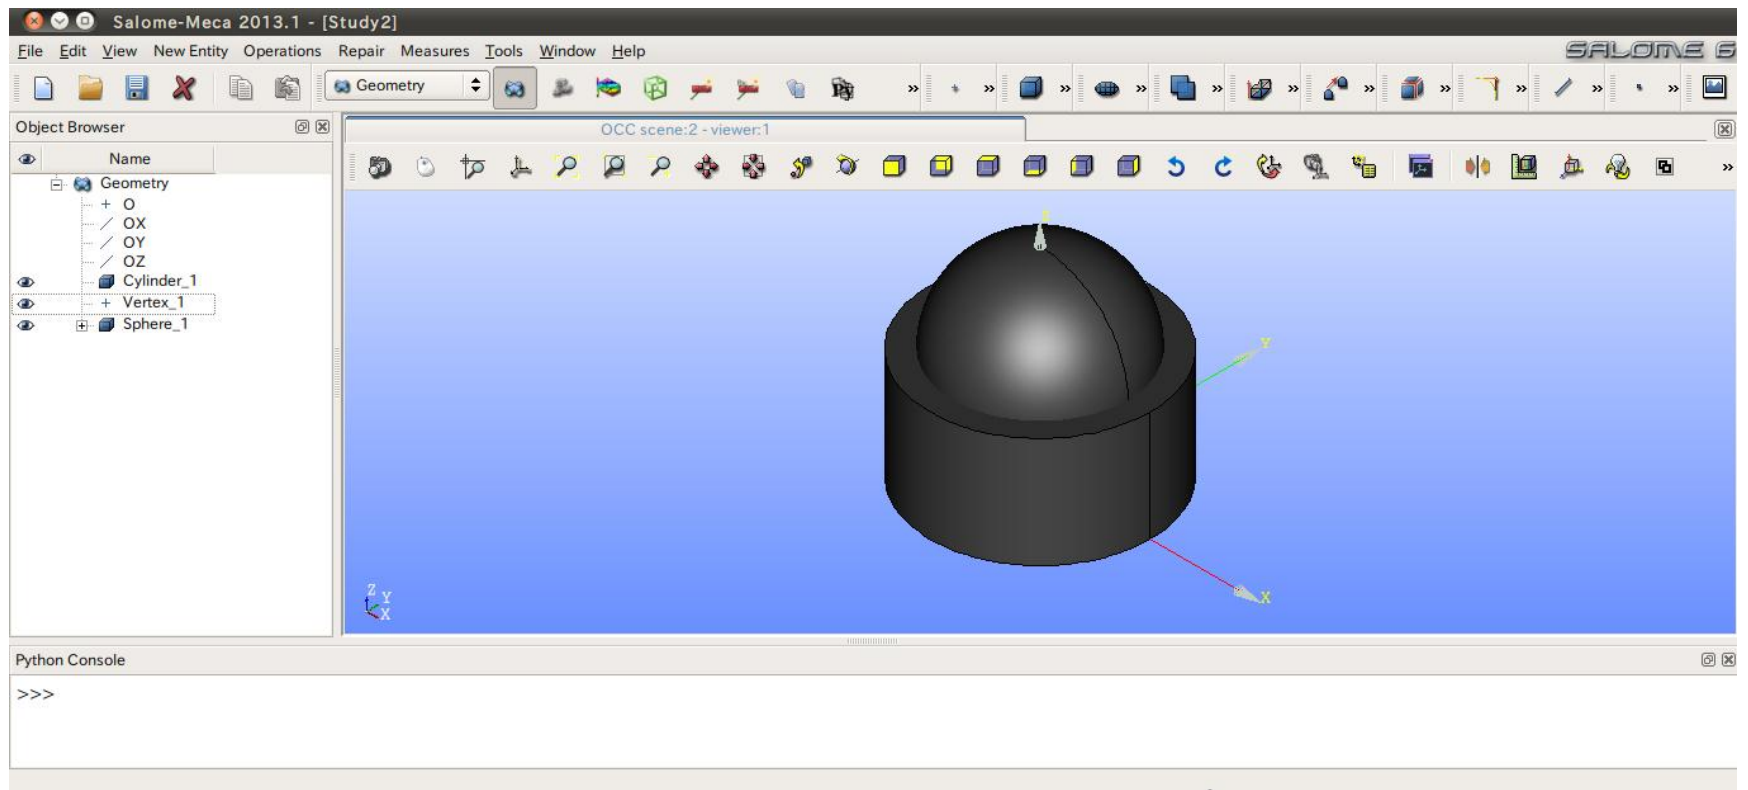 Salome-Meca 2013.1 - [Study2]
File Edit View New Entity Operations Repair Measures Tools Window Help
SALOME 6
Geometry
Object Browser
OCC scene:2 - viewer:1
Name
Geometry
O
OX
OY
OZ
Cylinder_1
Vertex_1
Sphere_1
Z
Y
X
Z
Y
X
Python Console
>>>